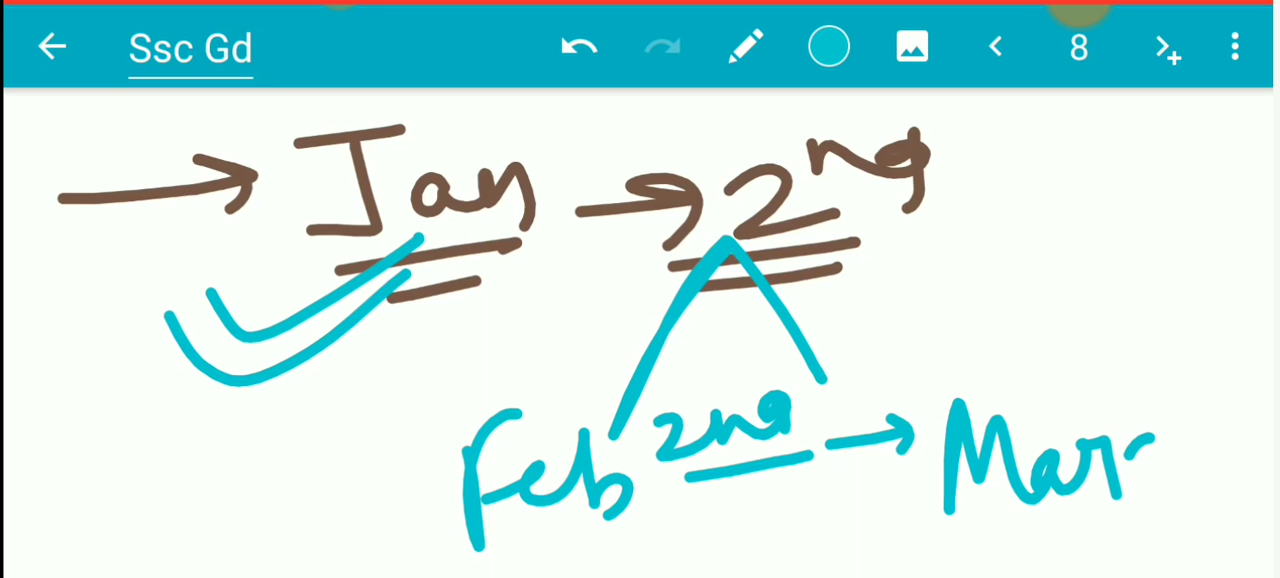 Ssc Gd 8
→ Jan → 2nd
Feb 2nd → Mar